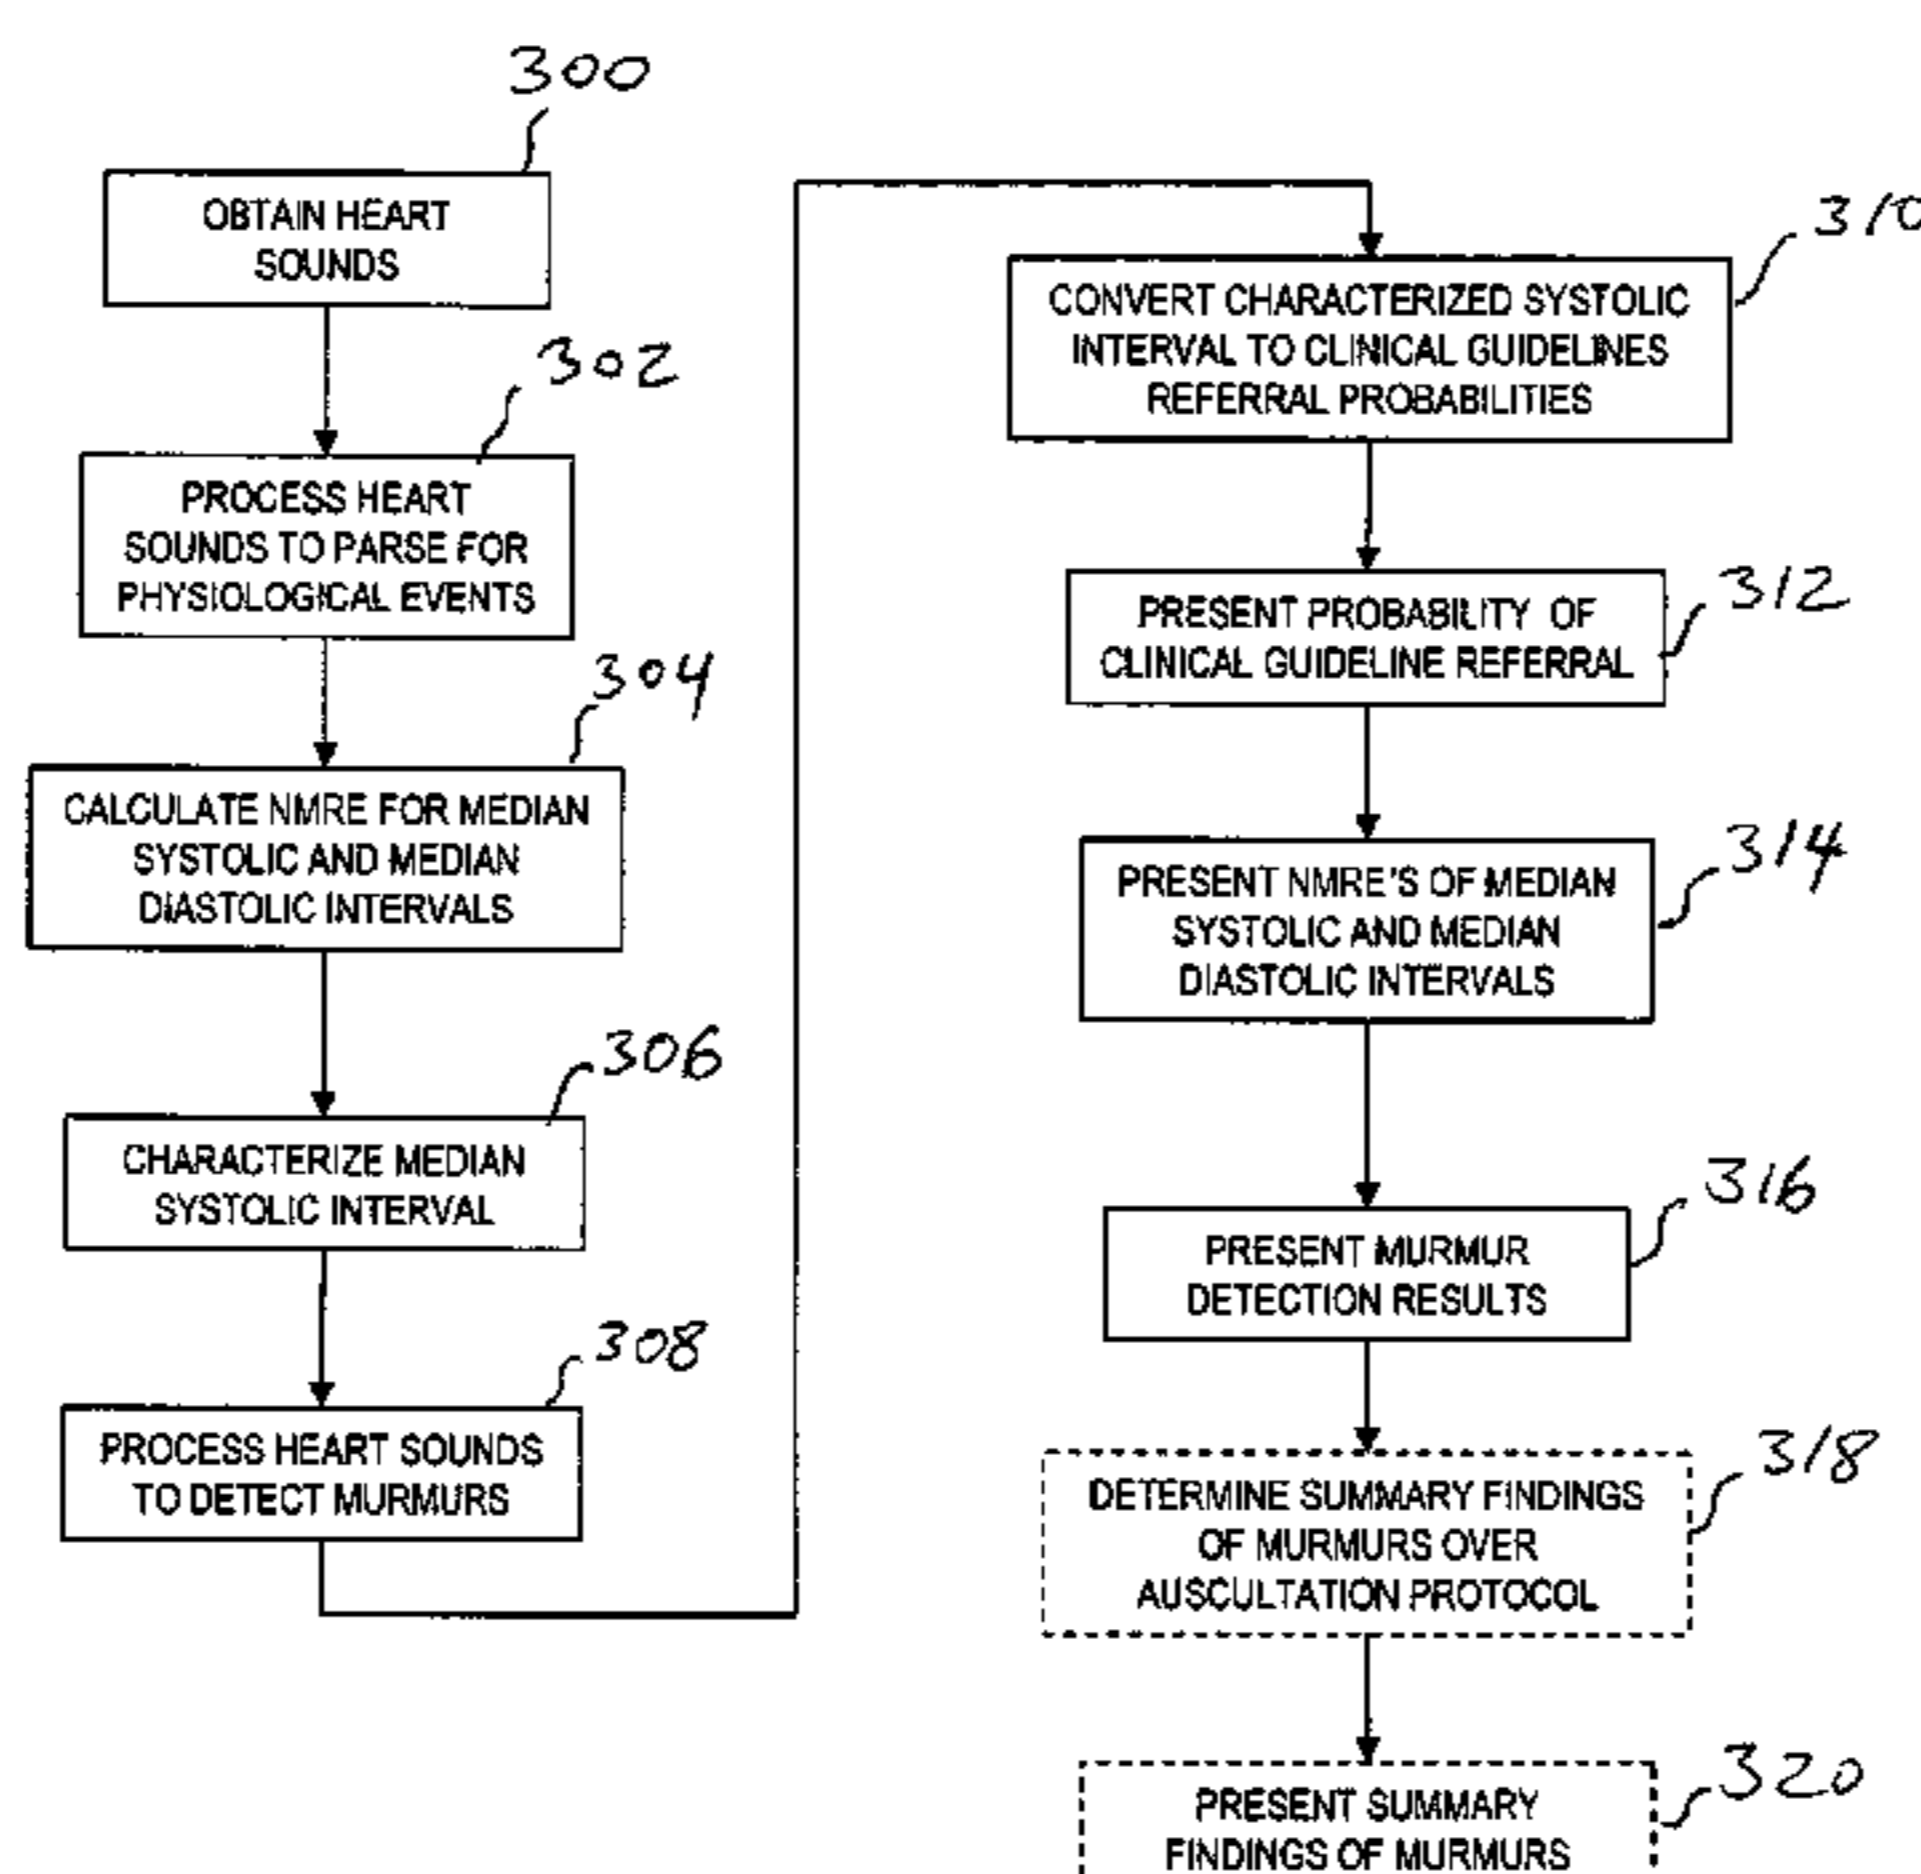 300
OBTAIN HEART
SOUNDS
302
PROCESS HEART
SOUNDS TO PARSE FOR
PHYSIOLOGICAL EVENTS
304
CALCULATE NMRE FOR MEDIAN
SYSTOLIC AND MEDIAN
DIASTOLIC INTERVALS
306
CHARACTERIZE MEDIAN
SYSTOLIC INTERVAL
308
PROCESS HEART SOUNDS
TO DETECT MURMURS
310
CONVERT CHARACTERIZED SYSTOLIC
INTERVAL TO CLINICAL GUIDELINES
REFERRAL PROBABILITIES
312
PRESENT PROBABILITY OF
CLINICAL GUIDELINE REFERRAL
314
PRESENT NMRE'S OF MEDIAN
SYSTOLIC AND MEDIAN
DIASTOLIC INTERVALS
316
PRESENT MURMUR
DETECTION RESULTS
318
DETERMINE SUMMARY FINDINGS
OF MURMURS OVER
AUSCULTATION PROTOCOL
320
PRESENT SUMMARY
FINDINGS OF MURMURS